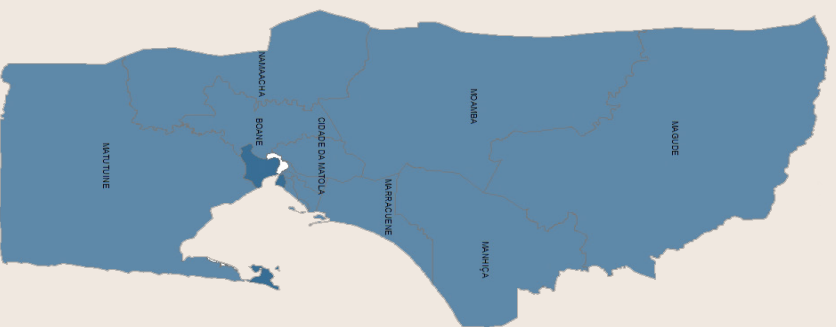 MATUTUINE
NAMAACHA
BOANE
CIDADE DA MATOLA
MARRACUENE
MOAMBA
MANHIÇA
MAGUDE